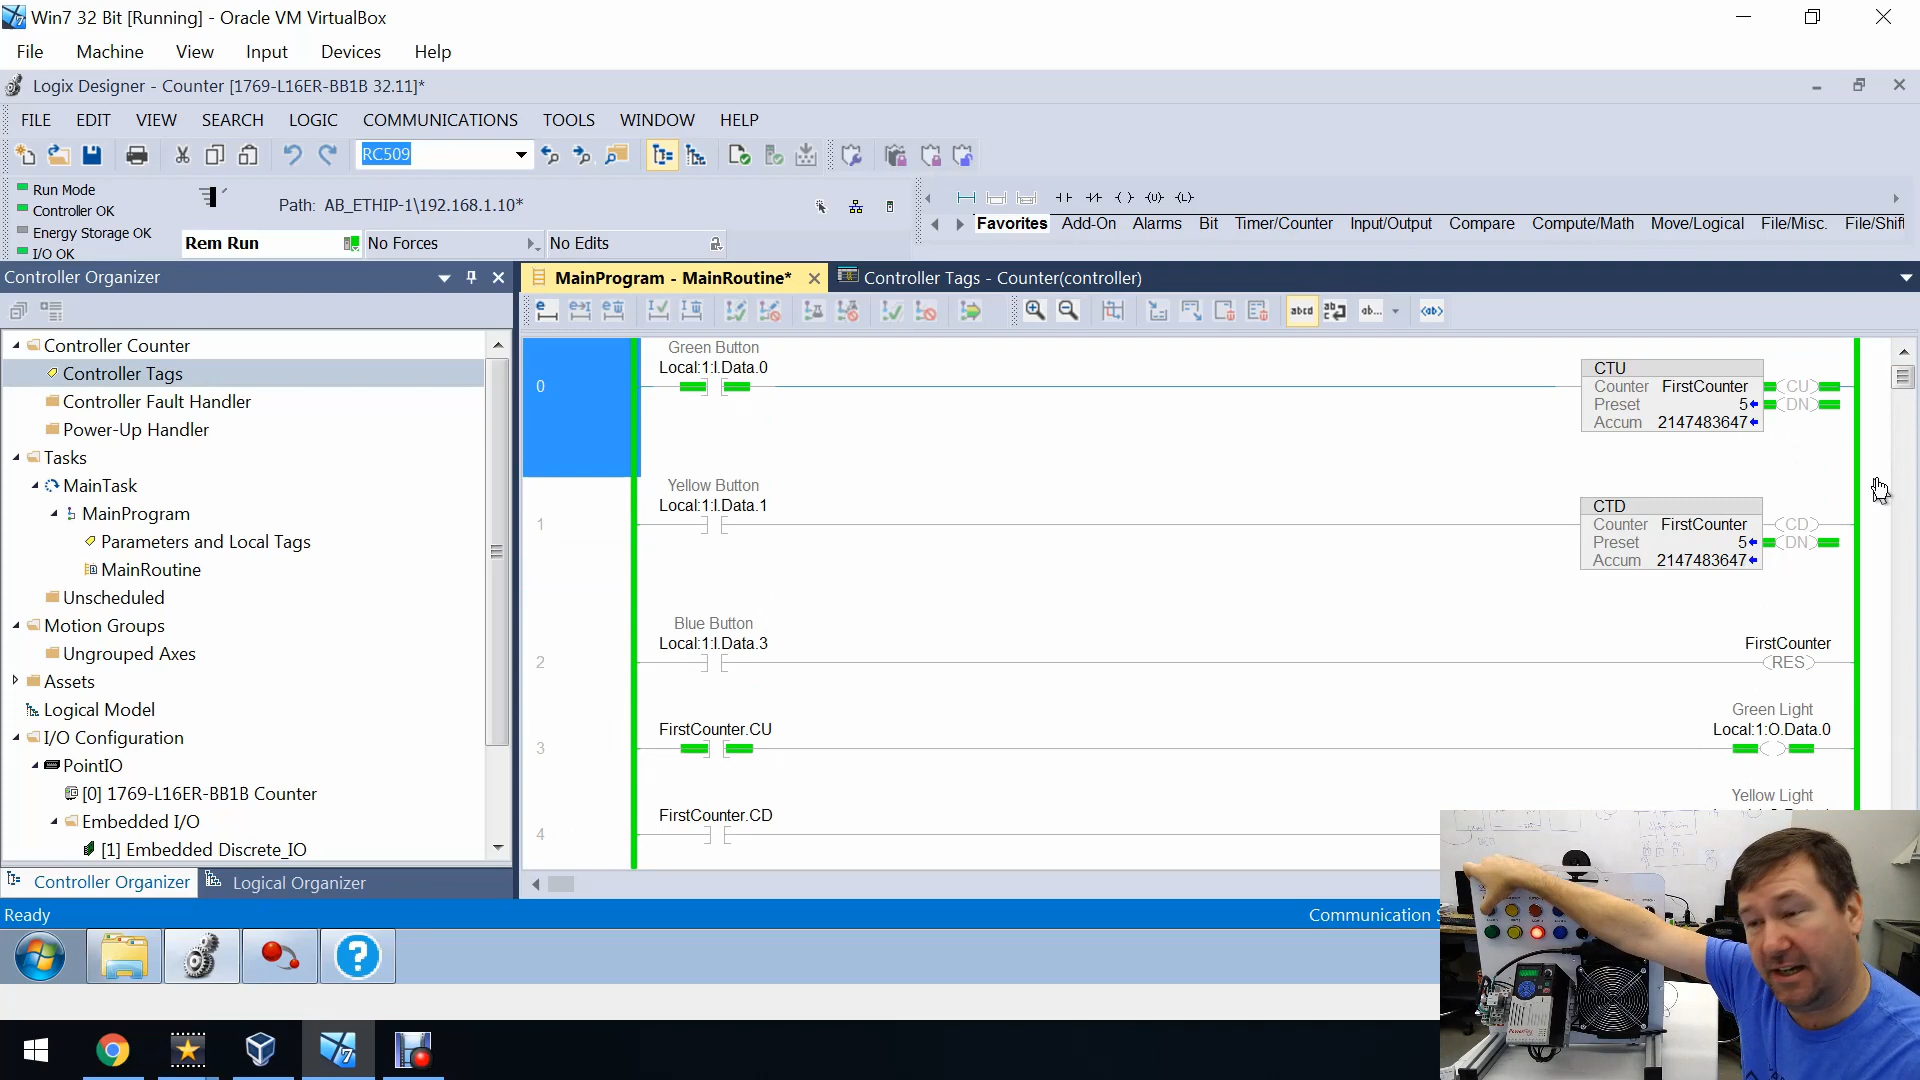 Win7 32 Bit [Running] - Oracle VM VirtualBox
File Machine View Input Devices Help
Logix Designer - Counter [1769-L16ER-BB1B 32.11]*
FILE EDIT VIEW SEARCH LOGIC COMMUNICATIONS TOOLS WINDOW HELP
RC509
Run Mode
Controller OK
Energy Storage OK
I/O OK
Path: AB_ETHIP-1\192.168.1.10*
Rem Run No Forces No Edits
Favorites Add-On Alarms Bit Timer/Counter Input/Output Compare Compute/Math Move/Logical File/Misc. File/Shift
Controller Organizer
MainProgram - MainRoutine*
Controller Tags - Counter(controller)
Controller Counter
Controller Tags
Controller Fault Handler
Power-Up Handler
Tasks
MainTask
MainProgram
Parameters and Local Tags
MainRoutine
Unscheduled
Motion Groups
Ungrouped Axes
Assets
Logical Model
I/O Configuration
PointIO
[0] 1769-L16ER-BB1B Counter
Embedded I/O
[1] Embedded Discrete_IO
Controller Organizer
Logical Organizer
abcd
ab...
0
Green Button
Local:1:I.Data.0
CTU
Counter FirstCounter
Preset 5
Accum 2147483647
CU
DN
1
Yellow Button
Local:1:I.Data.1
CTD
Counter FirstCounter
Preset 5
Accum 2147483647
CD
DN
2
Blue Button
Local:1:I.Data.3
FirstCounter
RES
3
FirstCounter.CU
Green Light
Local:1:O.Data.0
4
FirstCounter.CD
Yellow Light
Ready
Communication S